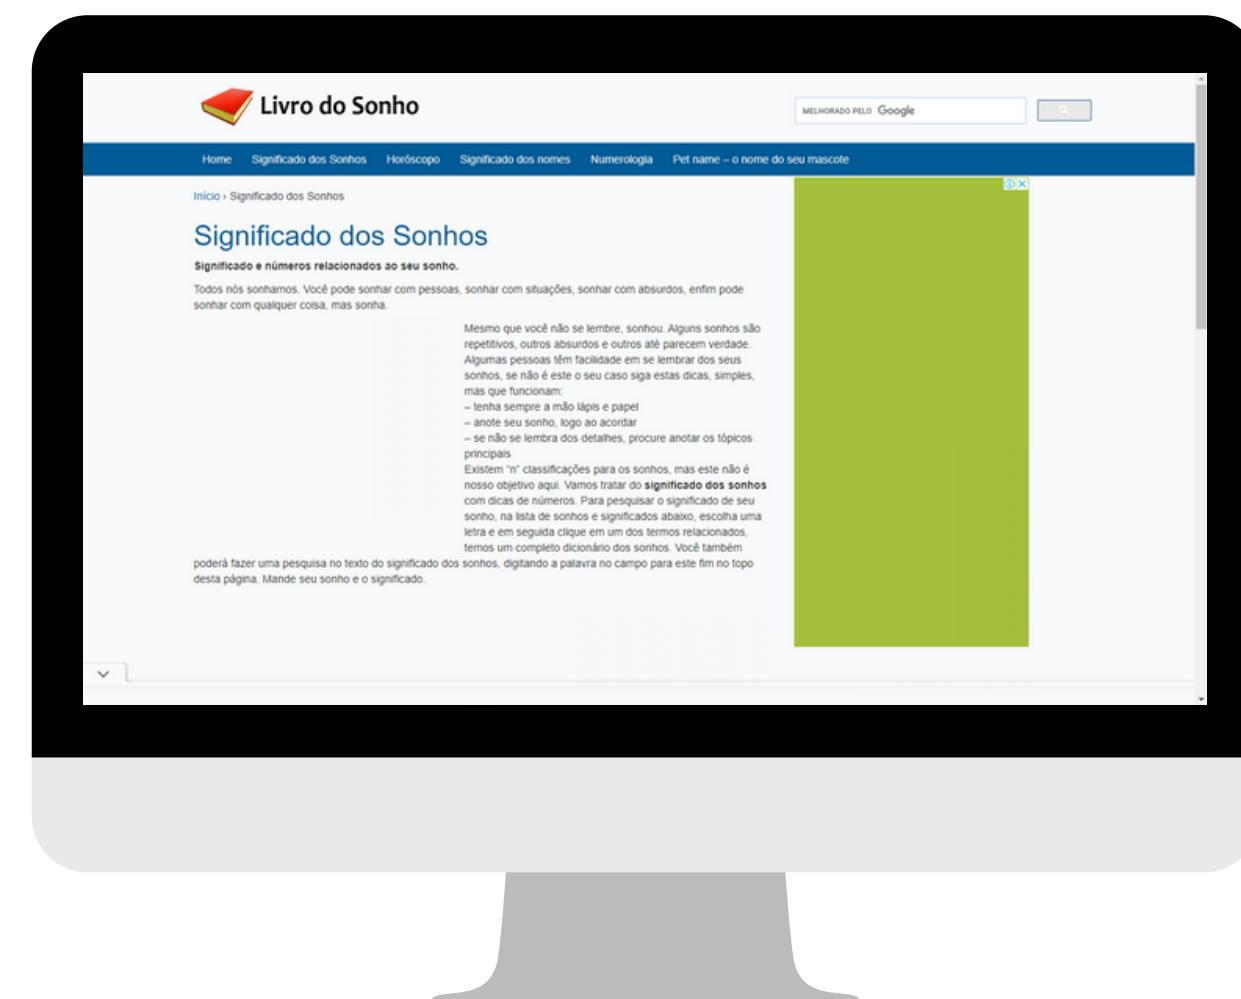 Livro do Sonho
MELHORADO PELO Google
Home Significado dos Sonhos Horóscopo Significado dos nomes Numerologia Pet name – o nome do seu mascote
Início › Significado dos Sonhos
Significado dos Sonhos
Significado e números relacionados ao seu sonho.
Todos nós sonhamos. Você pode sonhar com pessoas, sonhar com situações, sonhar com absurdos, enfim pode
sonhar com qualquer coisa, mas sonha.
Mesmo que você não se lembre, sonhou. Alguns sonhos são
repetitivos, outros absurdos e outros até parecem verdade.
Algumas pessoas têm facilidade em se lembrar dos seus
sonhos, se não é este o seu caso siga estas dicas, simples,
mas que funcionam:
– tenha sempre a mão lápis e papel
– anote seu sonho, logo ao acordar
– se não se lembra dos detalhes, procure anotar os tópicos
principais
Existem “n” classificações para os sonhos, mas este não é
nosso objetivo aqui. Vamos tratar do significado dos sonhos
com dicas de números. Para pesquisar o significado de seu
sonho, na lista de sonhos e significados abaixo, escolha uma
letra e em seguida clique em um dos termos relacionados,
temos um completo dicionário dos sonhos. Você também
poderá fazer uma pesquisa no texto do significado dos sonhos, digitando a palavra no campo para este fim no topo
desta página. Mande seu sonho e o significado.